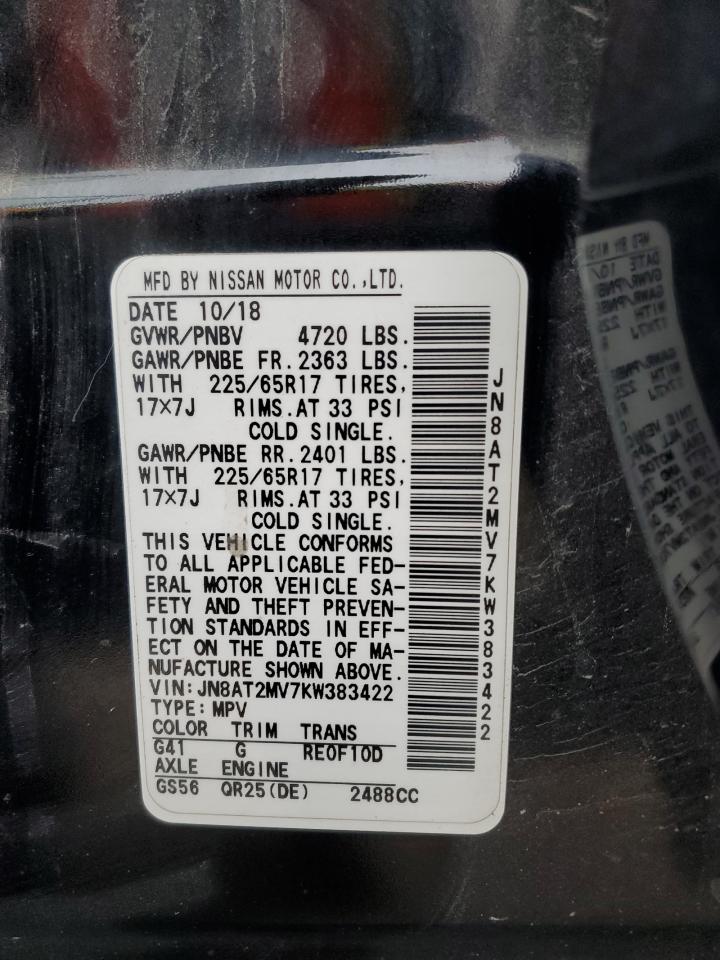 MFD BY NISSAN MOTOR CO.,LTD.
DATE 10/18
GVWR/PNBV 4720 LBS.
GAWR/PNBE FR.2363 LBS.
WITH 225/65R17 TIRES,
17×7J RIMS.AT 33 PSI
COLD SINGLE.
GAWR/PNBE RR.2401 LBS.
WITH 225/65R17 TIRES,
17×7J RIMS.AT 33 PSI
COLD SINGLE.
THIS VEHICLE CONFORMS
TO ALL APPLICABLE FED-
ERAL MOTOR VEHICLE SA-
FETY AND THEFT PREVEN-
TION STANDARDS IN EFF-
ECT ON THE DATE OF MA-
NUFACTURE SHOWN ABOVE.
VIN:JN8AT2MV7KW383422
TYPE:MPV
COLOR TRIM TRANS
G41 G RE0F10D
AXLE ENGINE
GS56 QR25(DE) 2488CC
JN8AT2MV7KW383422